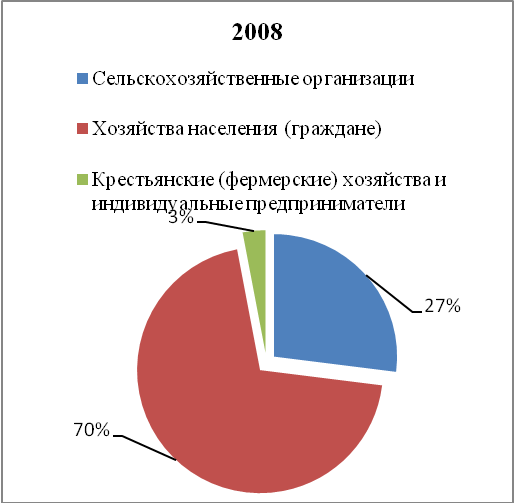 2008
Сельскохозяйственные организации
Хозяйства населения (граждане)
Крестьянские (фермерские) хозяйства и
индивидуальные предприниматели
3%
27%
70%